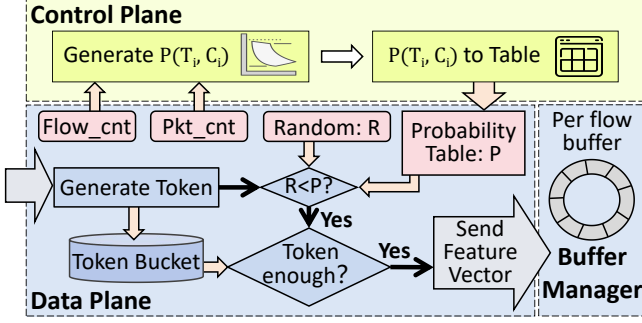 Control Plane
Generate P(Tᵢ, Cᵢ)
P(Tᵢ, Cᵢ) to Table
Flow_cnt
Pkt_cnt
Random: R
Probability
Table: P
Per flow
buffer
Generate Token
R<P?
Yes
Token Bucket
Token
enough?
Yes
Send
Feature
Vector
Buffer
Manager
Data Plane